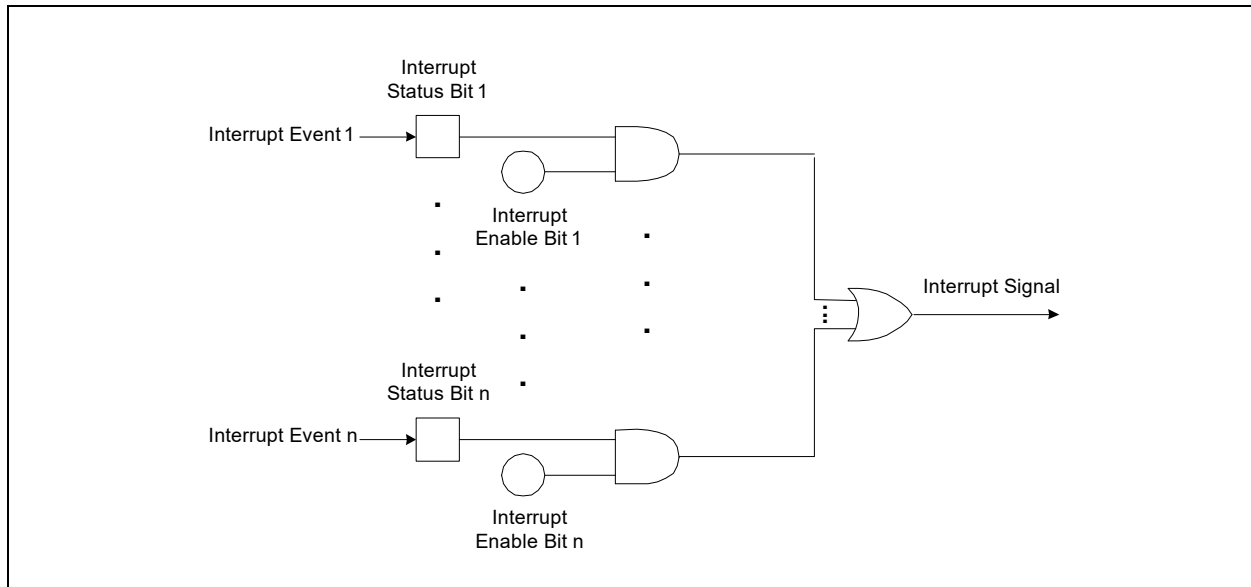 Interrupt
Status Bit 1
Interrupt Event 1
Interrupt
Enable Bit 1
Interrupt Signal
Interrupt
Status Bit n
Interrupt Event n
Interrupt
Enable Bit n